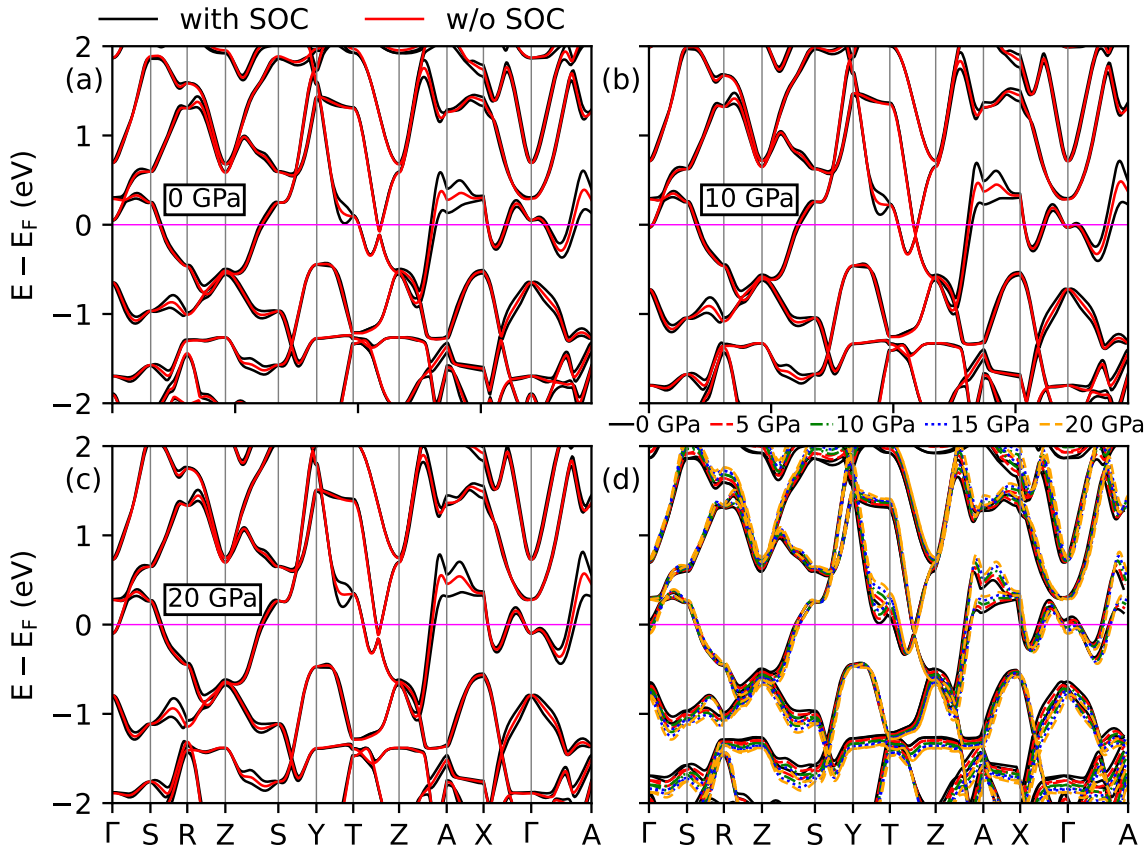 with SOC w/o SOC
2 (a) (b)
1
0 GPa 10 GPa
0
E − E_F (eV)
−1
−2
0 GPa 5 GPa 10 GPa 15 GPa 20 GPa
2 (c) (d)
1
20 GPa
0
E − E_F (eV)
−1
−2
Γ S R Z S Y T Z A X Γ A Γ S R Z S Y T Z A X Γ A